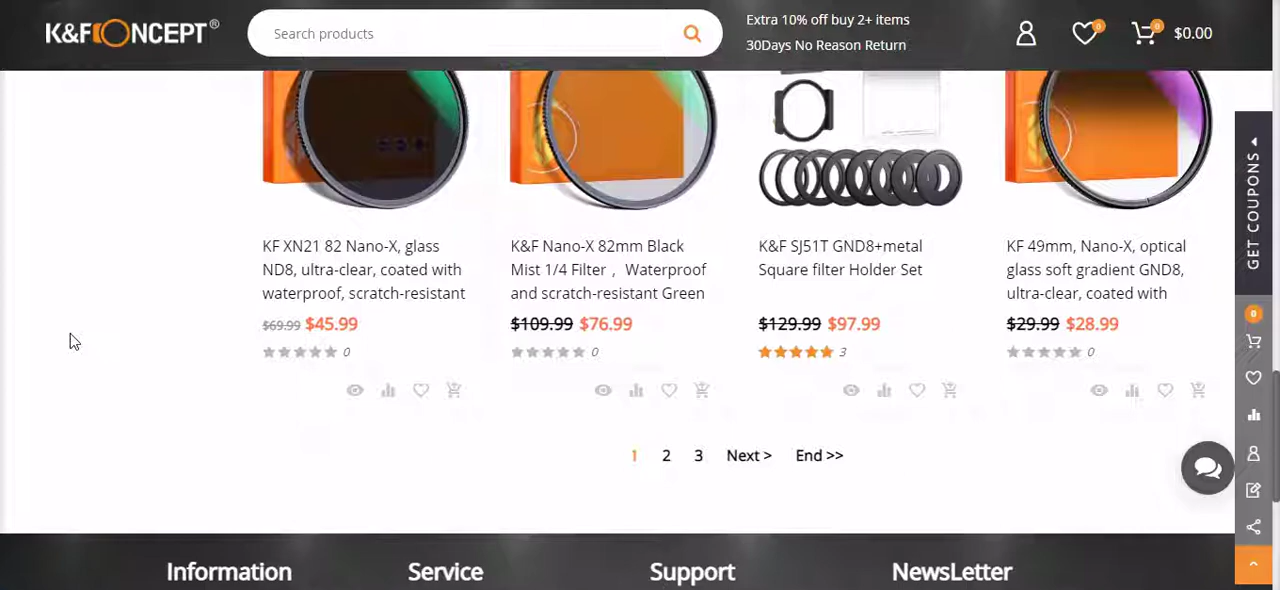 K&F CONCEPT®
Search products
Extra 10% off buy 2+ items
30Days No Reason Return
0
0
$0.00
GET COUPONS
KF XN21 82 Nano-X, glass
ND8, ultra-clear, coated with
waterproof, scratch-resistant
$69.99 $45.99
0
K&F Nano-X 82mm Black
Mist 1/4 Filter， Waterproof
and scratch-resistant Green
$109.99 $76.99
0
K&F SJ51T GND8+metal
Square filter Holder Set
$129.99 $97.99
3
KF 49mm, Nano-X, optical
glass soft gradient GND8,
ultra-clear, coated with
$29.99 $28.99
0
0
1 2 3 Next > End >>
Information
Service
Support
NewsLetter